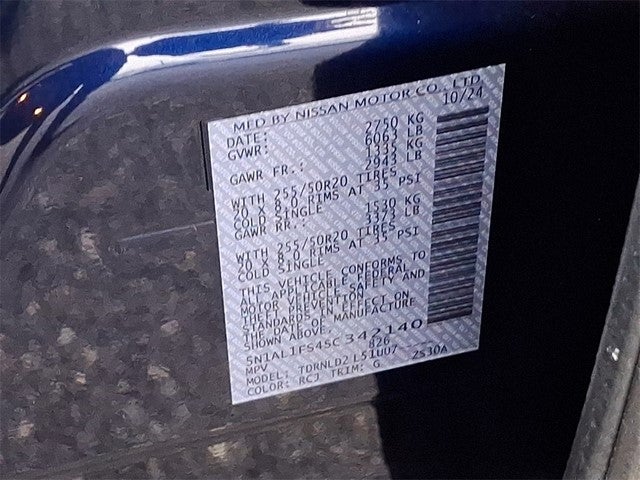 MFD BY NISSAN MOTOR CO., LTD.
DATE: 10/24
GVWR: 2750 KG
6063 LB
GAWR FR.: 1335 KG
2943 LB
WITH 255/50R20 TIRES
20 X 8.0 RIMS AT 35 PSI
COLD SINGLE
GAWR RR.: 1530 KG
3373 LB
WITH 255/50R20 TIRES
20 X 8.0 RIMS AT 35 PSI
COLD SINGLE
THIS VEHICLE CONFORMS TO
ALL APPLICABLE FEDERAL
MOTOR VEHICLE SAFETY AND
THEFT PREVENTION
STANDARDS IN EFFECT ON
THE DATE OF MANUFACTURE
SHOWN ABOVE.
5N1AL1FS4SC342140
MPV 826
MODEL: TDRNLD2 L51UU7 2S30A
COLOR: RCJ TRIM: G